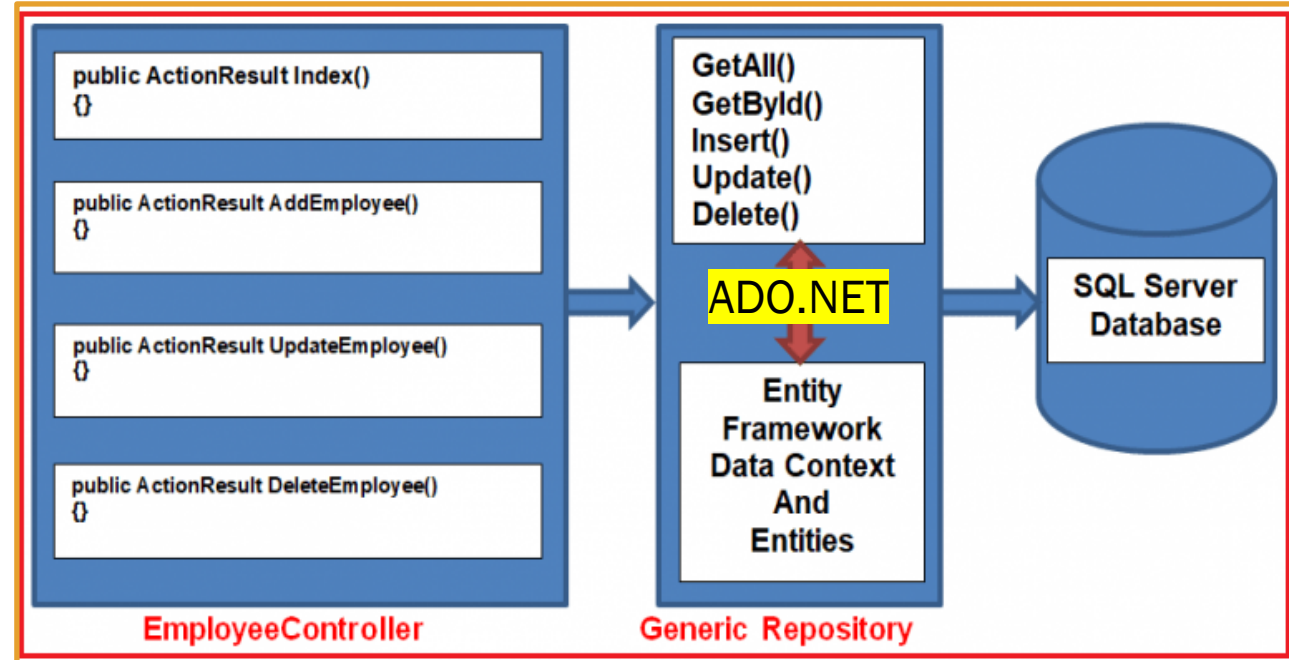 public ActionResult Index()
{}
public ActionResult AddEmployee()
{}
public ActionResult UpdateEmployee()
{}
public ActionResult DeleteEmployee()
{}
EmployeeController
GetAll()
GetById()
Insert()
Update()
Delete()
ADO.NET
Entity
Framework
Data Context
And
Entities
Generic Repository
SQL Server
Database